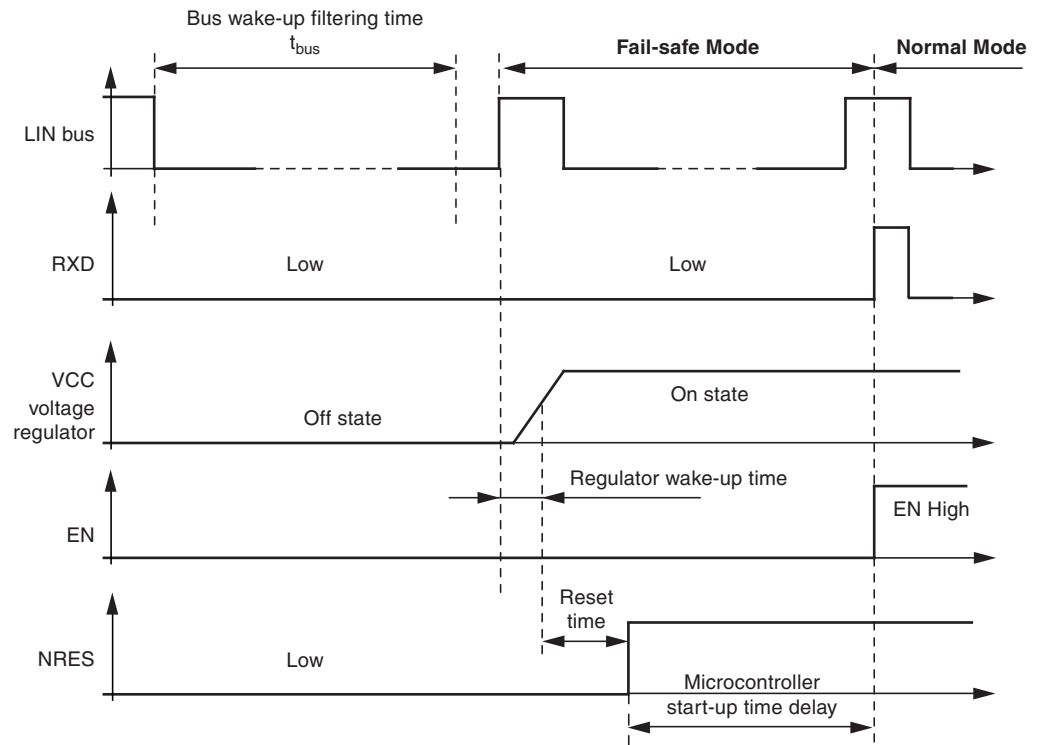 Bus wake-up filtering time
tbus
Fail-safe Mode
Normal Mode
LIN bus
RXD
Low
Low
VCC
voltage
regulator
Off state
On state
Regulator wake-up time
EN
EN High
Reset
time
NRES
Low
Microcontroller
start-up time delay